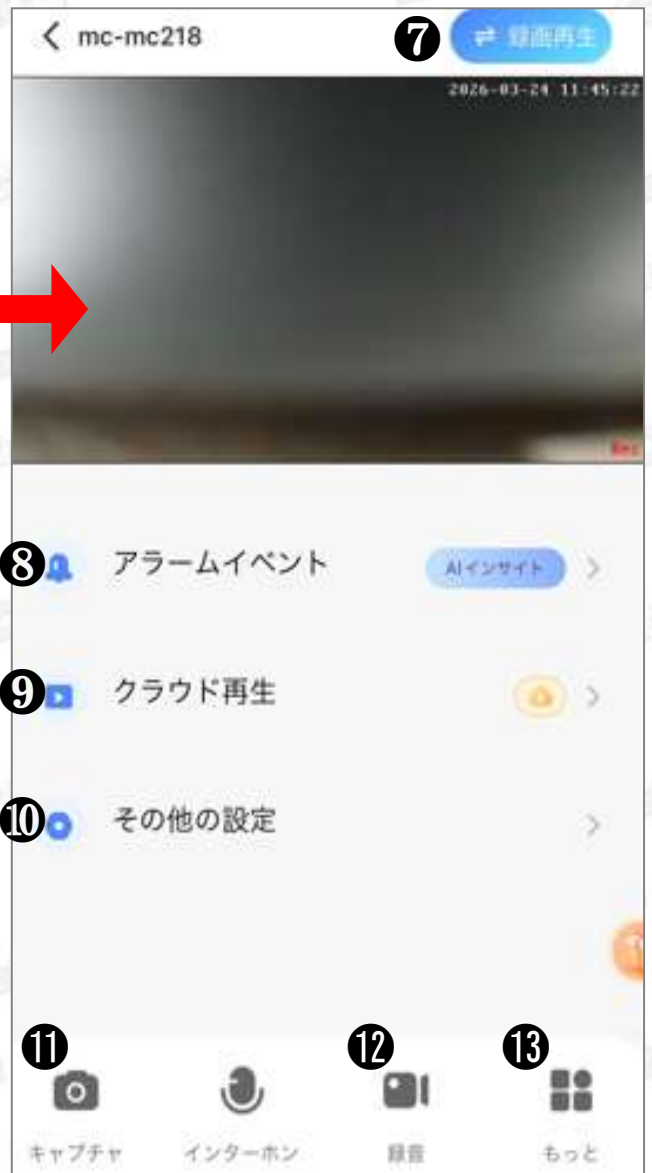 mc-mc218
❼
⇌ 録画再生
2026-03-24 11:45:22
Rec
❽ アラームイベント AIインサイト
❾ クラウド再生
❿ その他の設定
⓫ ⓬ ⓭
キャプチャ インターホン 録音 もっと